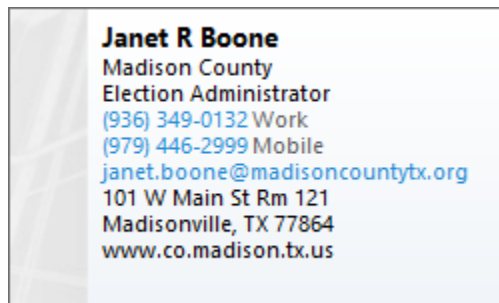 Janet R Boone
Madison County
Election Administrator
(936) 349-0132 Work
(979) 446-2999 Mobile
janet.boone@madisoncountytx.org
101 W Main St Rm 121
Madisonville, TX 77864
www.co.madison.tx.us